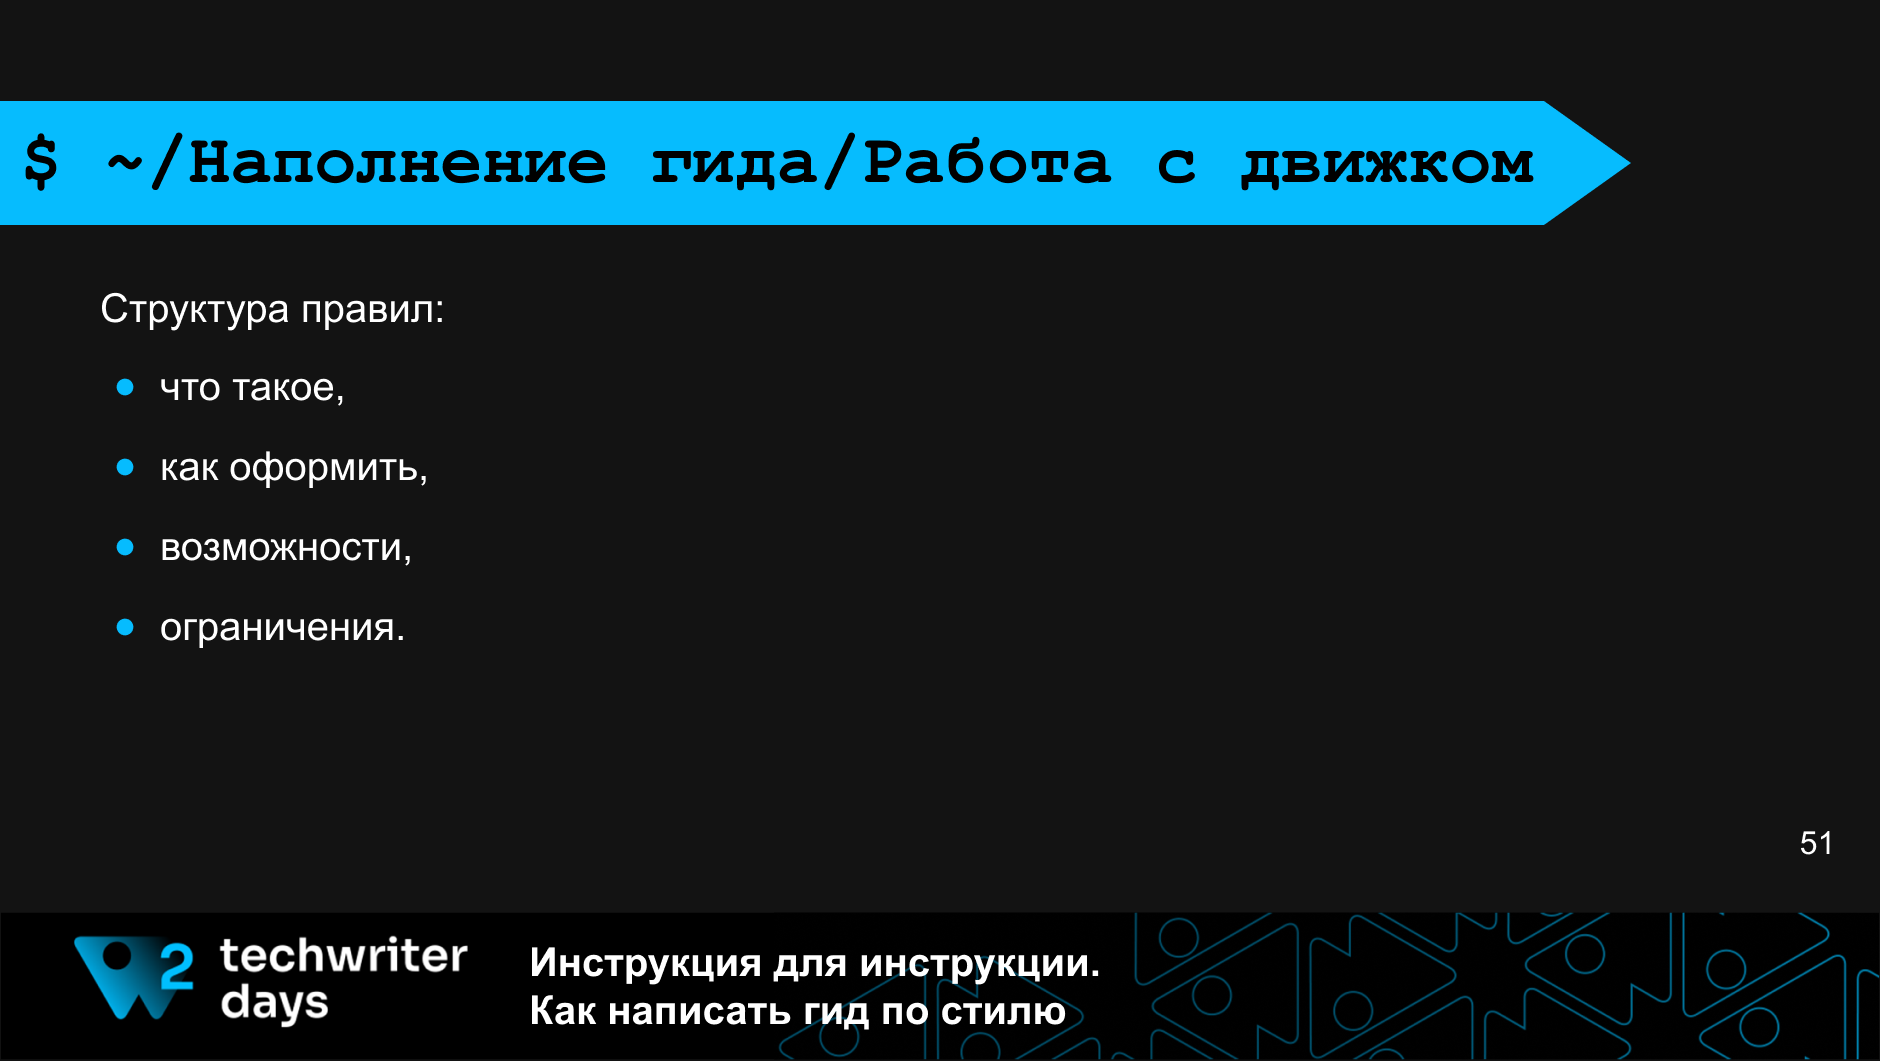 $ ~/Наполнение гида/Работа с движком
Структура правил:
что такое,
как оформить,
возможности,
ограничения.
51
2 techwriter
days
Инструкция для инструкции.
Как написать гид по стилю